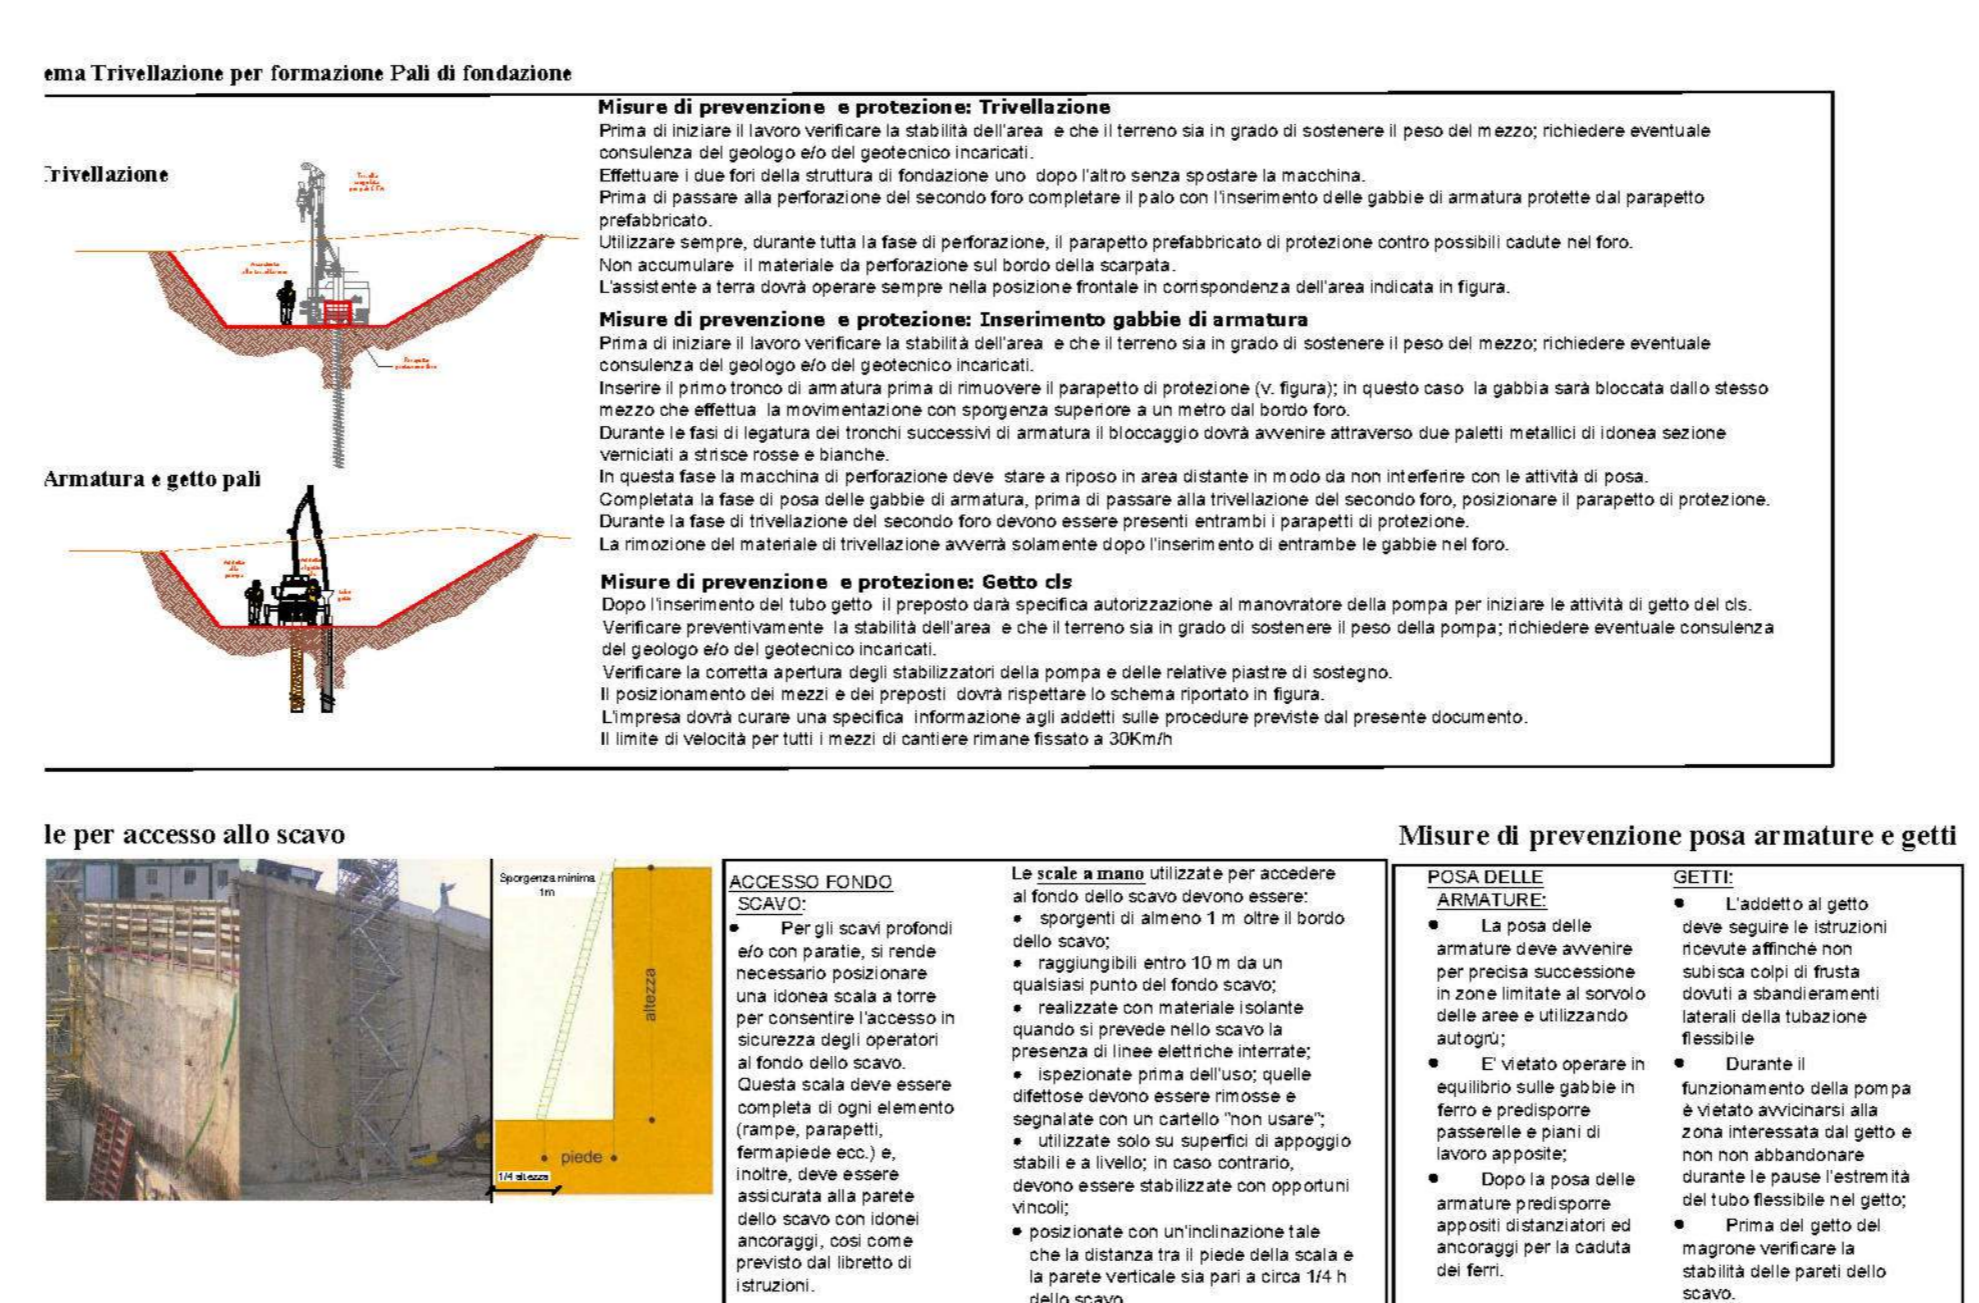 ema Trivellazione per formazione Pali di fondazione
Trivellazione
Armatura e getto pali
Misure di prevenzione e protezione: Trivellazione
Prima di iniziare il lavoro verificare la stabilità dell'area e che il terreno sia in grado di sostenere il peso del mezzo; richiedere eventuale
consulenza del geologo e/o del geotecnico incaricati.
Effettuare i due fori della struttura di fondazione uno dopo l'altro senza spostare la macchina.
Prima di passare alla perforazione del secondo foro completare il palo con l'inserimento delle gabbie di armatura protette dal parapetto
prefabbricato.
Utilizzare sempre, durante tutta la fase di perforazione, il parapetto prefabbricato di protezione contro possibili cadute nel foro.
Non accumulare il materiale da perforazione sul bordo della scarpata.
L'assistente a terra dovrà operare sempre nella posizione frontale in corrispondenza dell'area indicata in figura.
Misure di prevenzione e protezione: Inserimento gabbie di armatura
Prima di iniziare il lavoro verificare la stabilità dell'area e che il terreno sia in grado di sostenere il peso del mezzo; richiedere eventuale
consulenza del geologo e/o del geotecnico incaricati.
Inserire il primo tronco di armatura prima di rimuovere il parapetto di protezione (v. figura); in questo caso la gabbia sarà bloccata dallo stesso
mezzo che effettua la movimentazione con sporgenza superiore a un metro dal bordo foro.
Durante le fasi di legatura dei tronchi successivi di armatura il bloccaggio dovrà avvenire attraverso due paletti metallici di idonea sezione
verniciati a strisce rosse e bianche.
In questa fase la macchina di perforazione deve stare a riposo in area distante in modo da non interferire con le attività di posa.
Completata la fase di posa delle gabbie di armatura, prima di passare alla trivellazione del secondo foro, posizionare il parapetto di protezione.
Durante la fase di trivellazione del secondo foro devono essere presenti entrambi i parapetti di protezione.
La rimozione del materiale di trivellazione avverrà solamente dopo l'inserimento di entrambe le gabbie nel foro.
Misure di prevenzione e protezione: Getto cls
Dopo l'inserimento del tubo getto il preposto darà specifica autorizzazione al manovratore della pompa per iniziare le attività di getto del cls.
Verificare preventivamente la stabilità dell'area e che il terreno sia in grado di sostenere il peso della pompa; richiedere eventuale consulenza
del geologo e/o del geotecnico incaricati.
Verificare la corretta apertura degli stabilizzatori della pompa e delle relative piastre di sostegno.
Il posizionamento dei mezzi e dei preposti dovrà rispettare lo schema riportato in figura.
L'impresa dovrà curare una specifica informazione agli addetti sulle procedure previste dal presente documento.
Il limite di velocità per tutti i mezzi di cantiere rimane fissato a 30Km/h
le per accesso allo scavo
Sporgenza minima
1m
altezza
piede
1/4 altezza
ACCESSO FONDO
SCAVO:
• Per gli scavi profondi
e/o con paratie, si rende
necessario posizionare
una idonea scala a torre
per consentire l'accesso in
sicurezza degli operatori
al fondo dello scavo.
Questa scala deve essere
completa di ogni elemento
(rampe, parapetti,
fermapiede ecc.) e,
inoltre, deve essere
assicurata alla parete
dello scavo con idonei
ancoraggi, cosi come
previsto dal libretto di
istruzioni.
Le scale a mano utilizzate per accedere
al fondo dello scavo devono essere:
• sporgenti di almeno 1 m oltre il bordo
dello scavo;
• raggiungibili entro 10 m da un
qualsiasi punto del fondo scavo;
• realizzate con materiale isolante
quando si prevede nello scavo la
presenza di linee elettriche interrate;
• ispezionate prima dell'uso; quelle
difettose devono essere rimosse e
segnalate con un cartello "non usare";
• utilizzate solo su superfici di appoggio
stabili e a livello; in caso contrario,
devono essere stabilizzate con opportuni
vincoli;
• posizionate con un'inclinazione tale
che la distanza tra il piede della scala e
la parete verticale sia pari a circa 1/4 h
dello scavo
Misure di prevenzione posa armature e getti
POSA DELLE
ARMATURE:
• La posa delle
armature deve avvenire
per precisa successione
in zone limitate al sorvolo
delle aree e utilizzando
autogrù;
• E' vietato operare in
equilibrio sulle gabbie in
ferro e predisporre
passerelle e piani di
lavoro apposite;
• Dopo la posa delle
armature predisporre
appositi distanziatori ed
ancoraggi per la caduta
dei ferri.
GETTI:
• L'addetto al getto
deve seguire le istruzioni
ricevute affinchè non
subisca colpi di frusta
dovuti a sbandieramenti
laterali della tubazione
flessibile
• Durante il
funzionamento della pompa
è vietato avvicinarsi alla
zona interessata dal getto e
non non abbandonare
durante le pause l'estremità
del tubo flessibile nel getto;
• Prima del getto del
magrone verificare la
stabilità delle pareti dello
scavo.